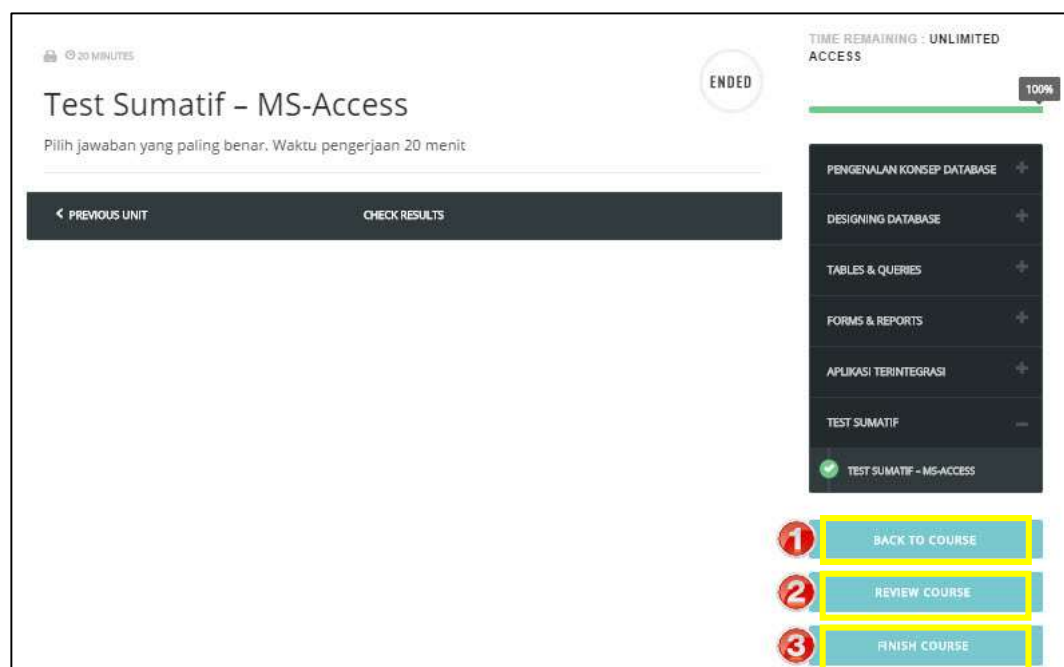 20 MINUTES
Test Sumatif – MS-Access
Pilih jawaban yang paling benar. Waktu pengerjaan 20 menit
ENDED
PREVIOUS UNIT
CHECK RESULTS
TIME REMAINING : UNLIMITED
ACCESS
100%
PENGENALAN KONSEP DATABASE
DESIGNING DATABASE
TABLES & QUERIES
FORMS & REPORTS
APLIKASI TERINTEGRASI
TEST SUMATIF
TEST SUMATIF – MS-ACCESS
1 BACK TO COURSE
2 REVIEW COURSE
3 FINISH COURSE